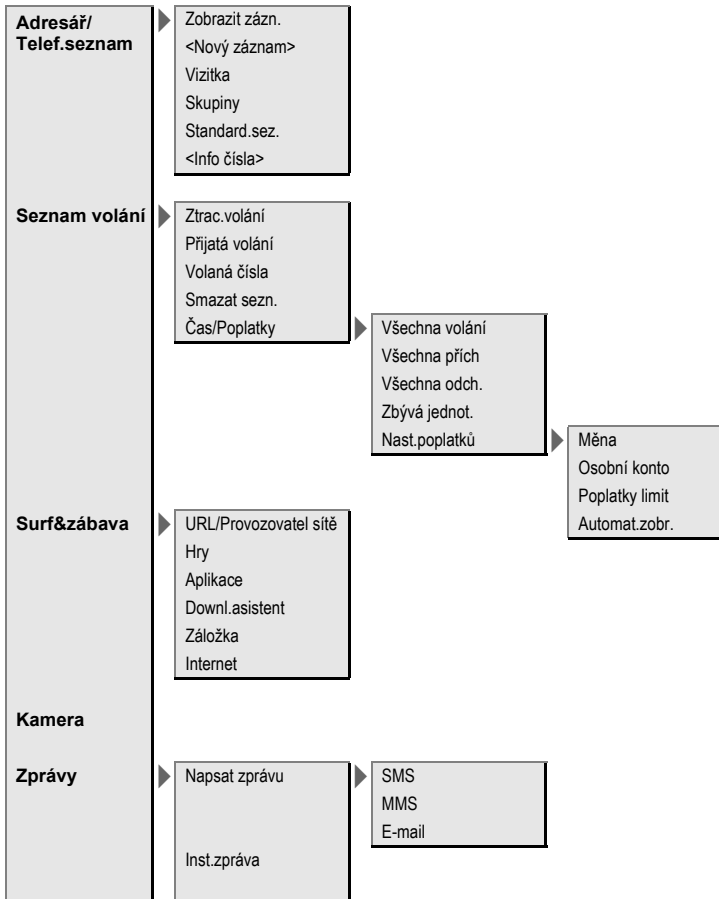 Adresář/
Telef.seznam
Zobrazit zázn.
<Nový záznam>
Vizitka
Skupiny
Standard.sez.
<Info čísla>
Seznam volání
Ztrac.volání
Přijatá volání
Volaná čísla
Smazat sezn.
Čas/Poplatky
Všechna volání
Všechna přích
Všechna odch.
Zbývá jednot.
Nast.poplatků
Měna
Osobní konto
Poplatky limit
Automat.zobr.
Surf&zábava
URL/Provozovatel sítě
Hry
Aplikace
Downl.asistent
Záložka
Internet
Kamera
Zprávy
Napsat zprávu
SMS
MMS
E-mail
Inst.zpráva